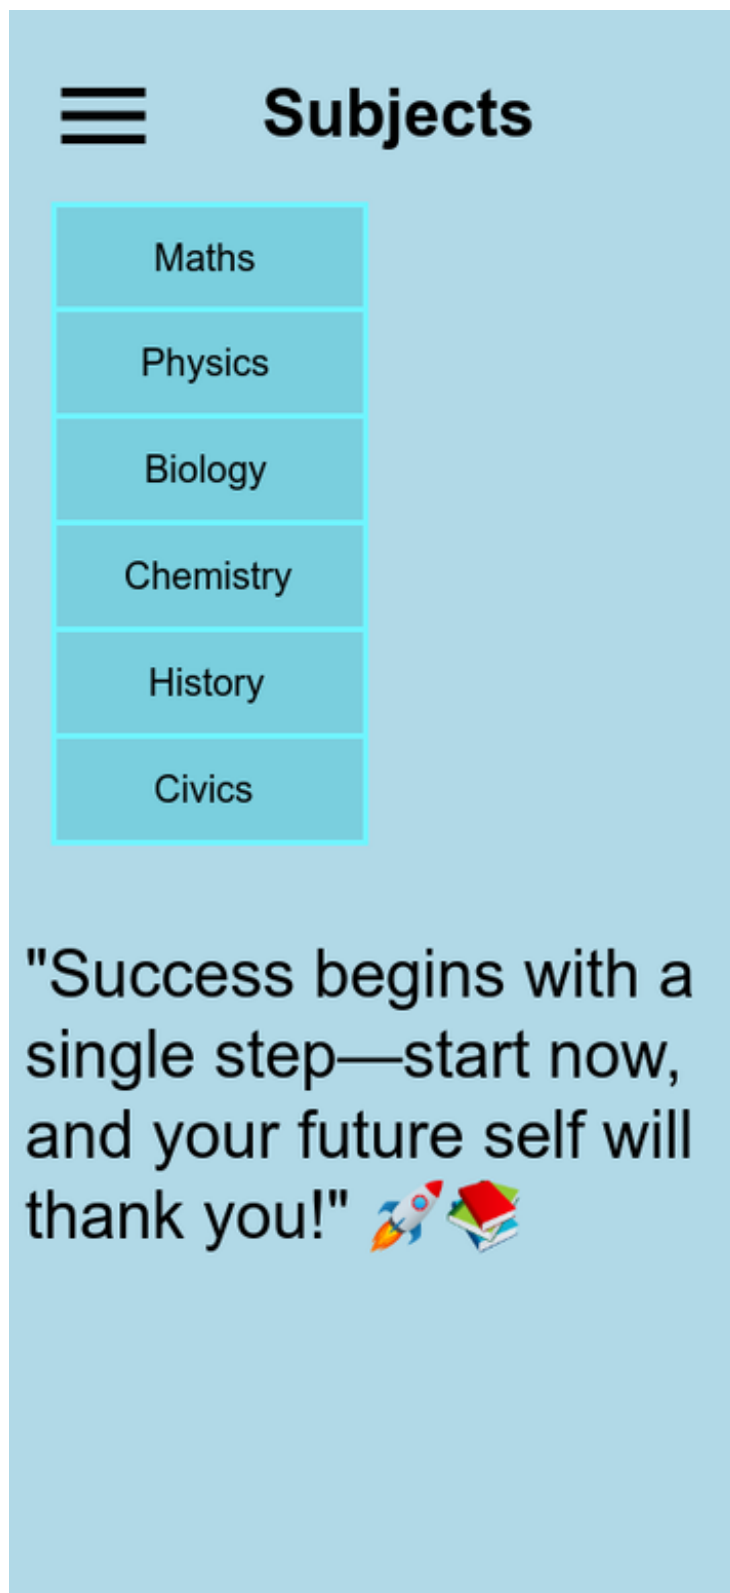 Subjects
Maths
Physics
Biology
Chemistry
History
Civics
"Success begins with a
single step—start now,
and your future self will
thank you!" 🚀📚